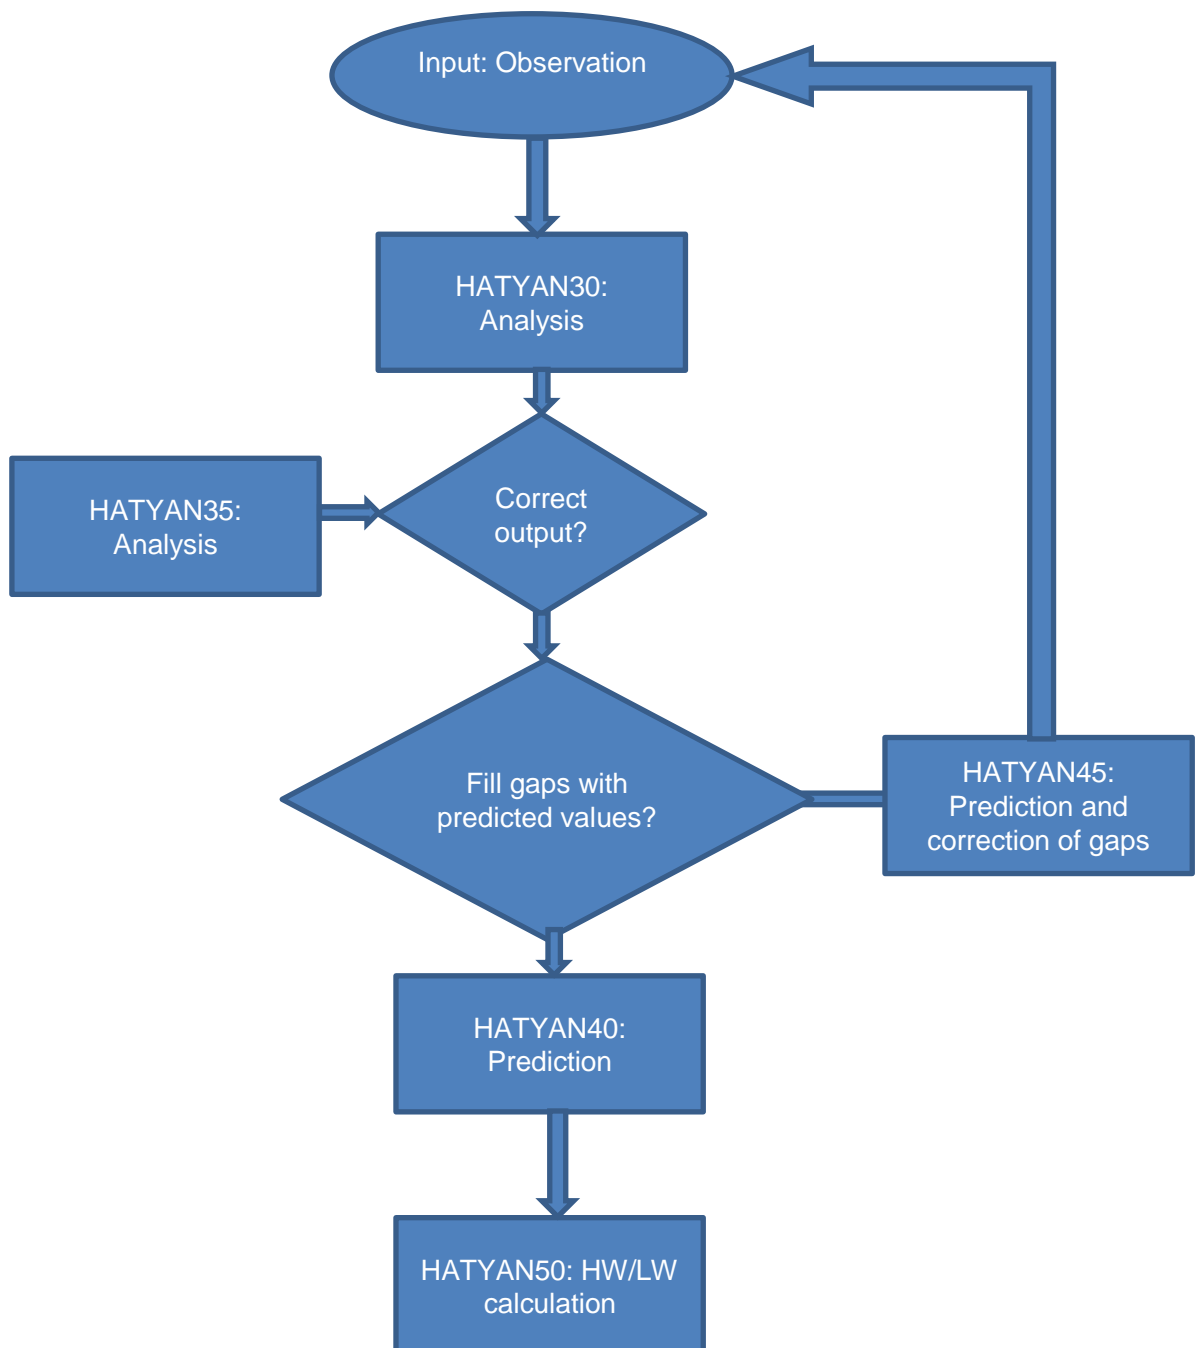 Input: Observation
HATYAN30:
Analysis
HATYAN35:
Analysis
Correct
output?
Fill gaps with
predicted values?
HATYAN45:
Prediction and
correction of gaps
HATYAN40:
Prediction
HATYAN50: HW/LW
calculation